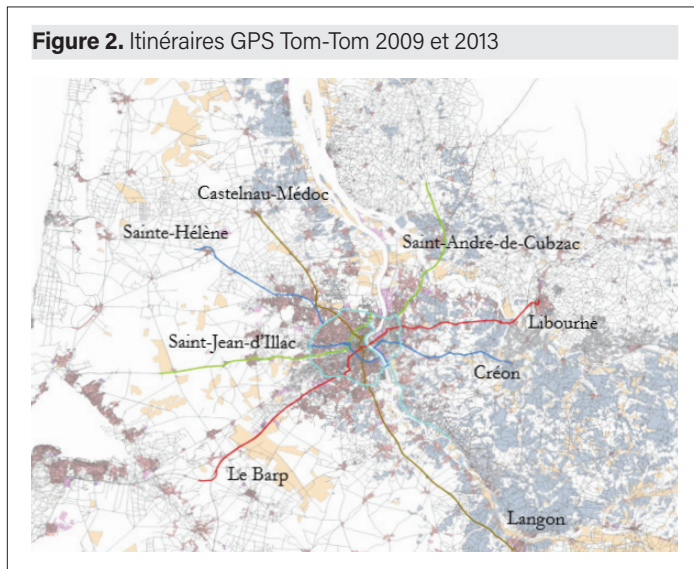 Figure 2. Itinéraires GPS Tom-Tom 2009 et 2013
Castelnau-Médoc
Sainte-Hélène
Saint-André-de-Cubzac
Saint-Jean-d'Illac
Libourne
Créon
Le Barp
Langon